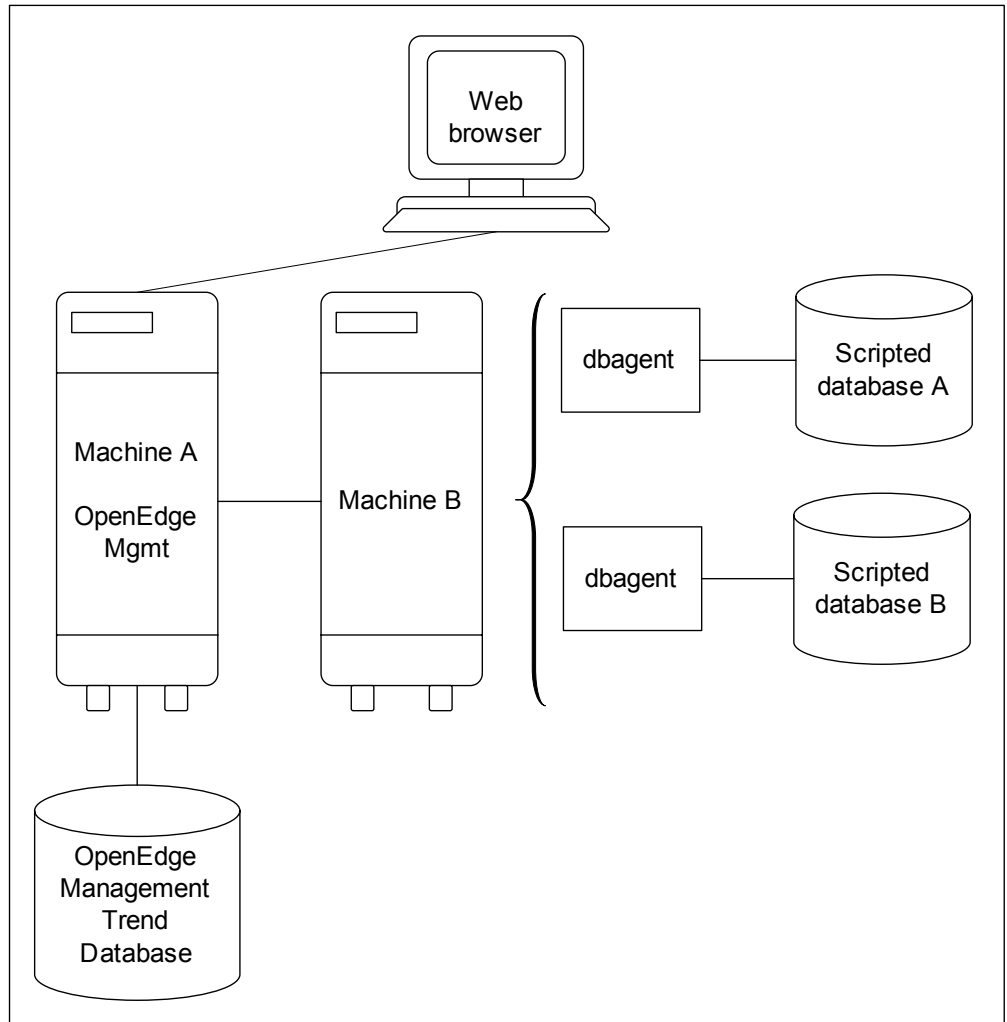 Web
browser
Machine A
OpenEdge
Mgmt
Machine B
dbagent
Scripted
database A
dbagent
Scripted
database B
OpenEdge
Management
Trend
Database